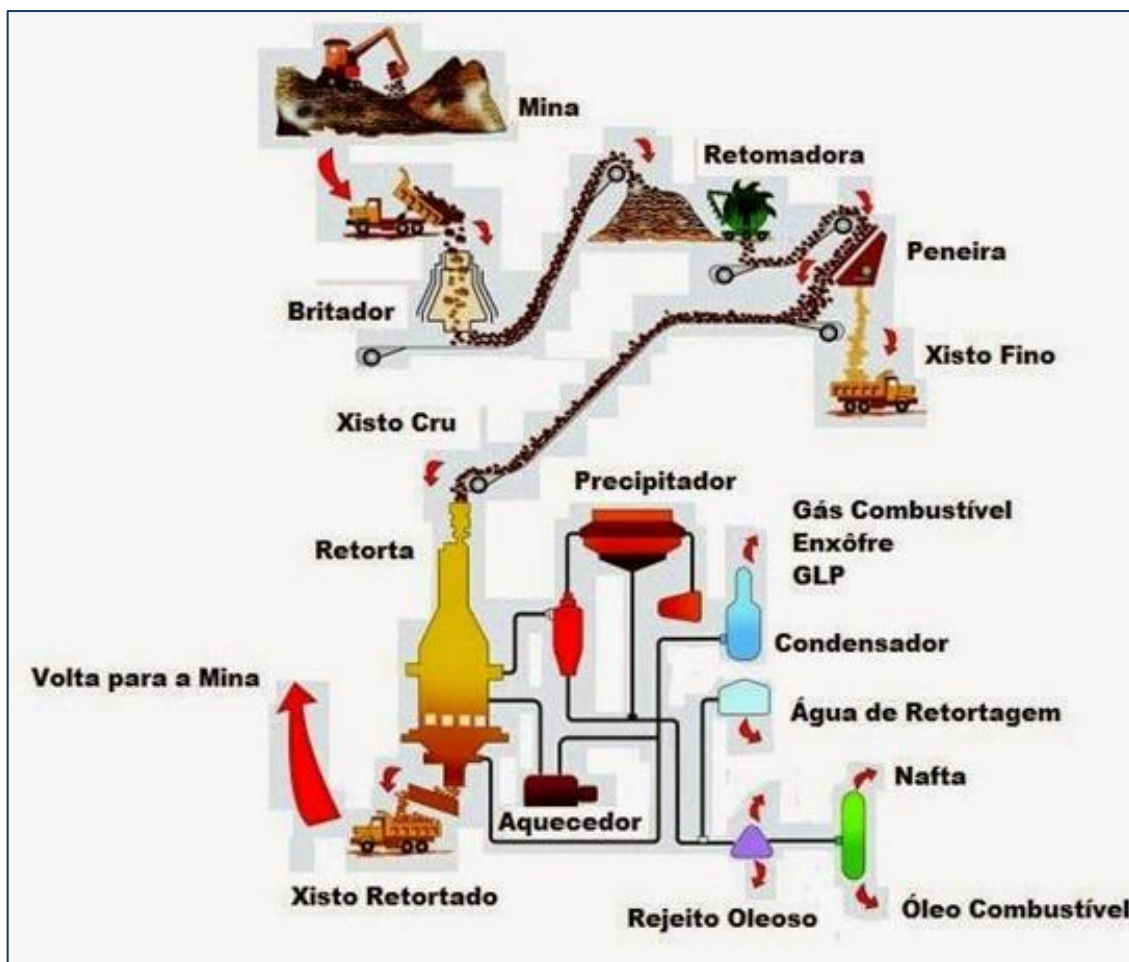 Mina
Retomadora
Peneira
Britador
Xisto Fino
Xisto Cru
Precipitador
Gás Combustível
Enxôfre
GLP
Retorta
Condensador
Volta para a Mina
Água de Retortagem
Nafta
Aquecedor
Xisto Retortado
Rejeito Oleoso
Óleo Combustível